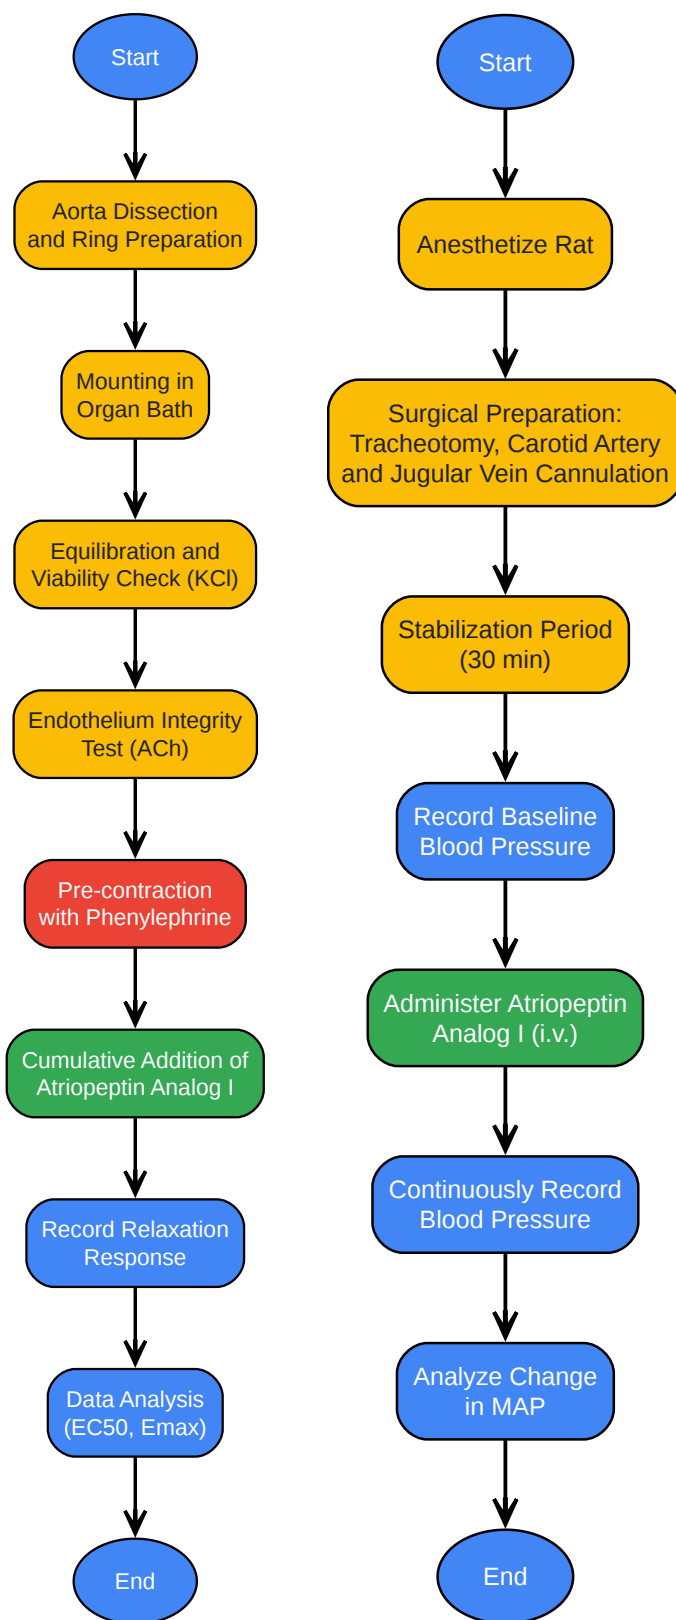 Start
Aorta Dissection
and Ring Preparation
Mounting in
Organ Bath
Equilibration and
Viability Check (KCl)
Endothelium Integrity
Test (ACh)
Pre-contraction
with Phenylephrine
Cumulative Addition of
Atriopeptin Analog I
Record Relaxation
Response
Data Analysis
(EC50, Emax)
End
Start
Anesthetize Rat
Surgical Preparation:
Tracheotomy, Carotid Artery
and Jugular Vein Cannulation
Stabilization Period
(30 min)
Record Baseline
Blood Pressure
Administer Atriopeptin
Analog I (i.v.)
Continuously Record
Blood Pressure
Analyze Change
in MAP
End